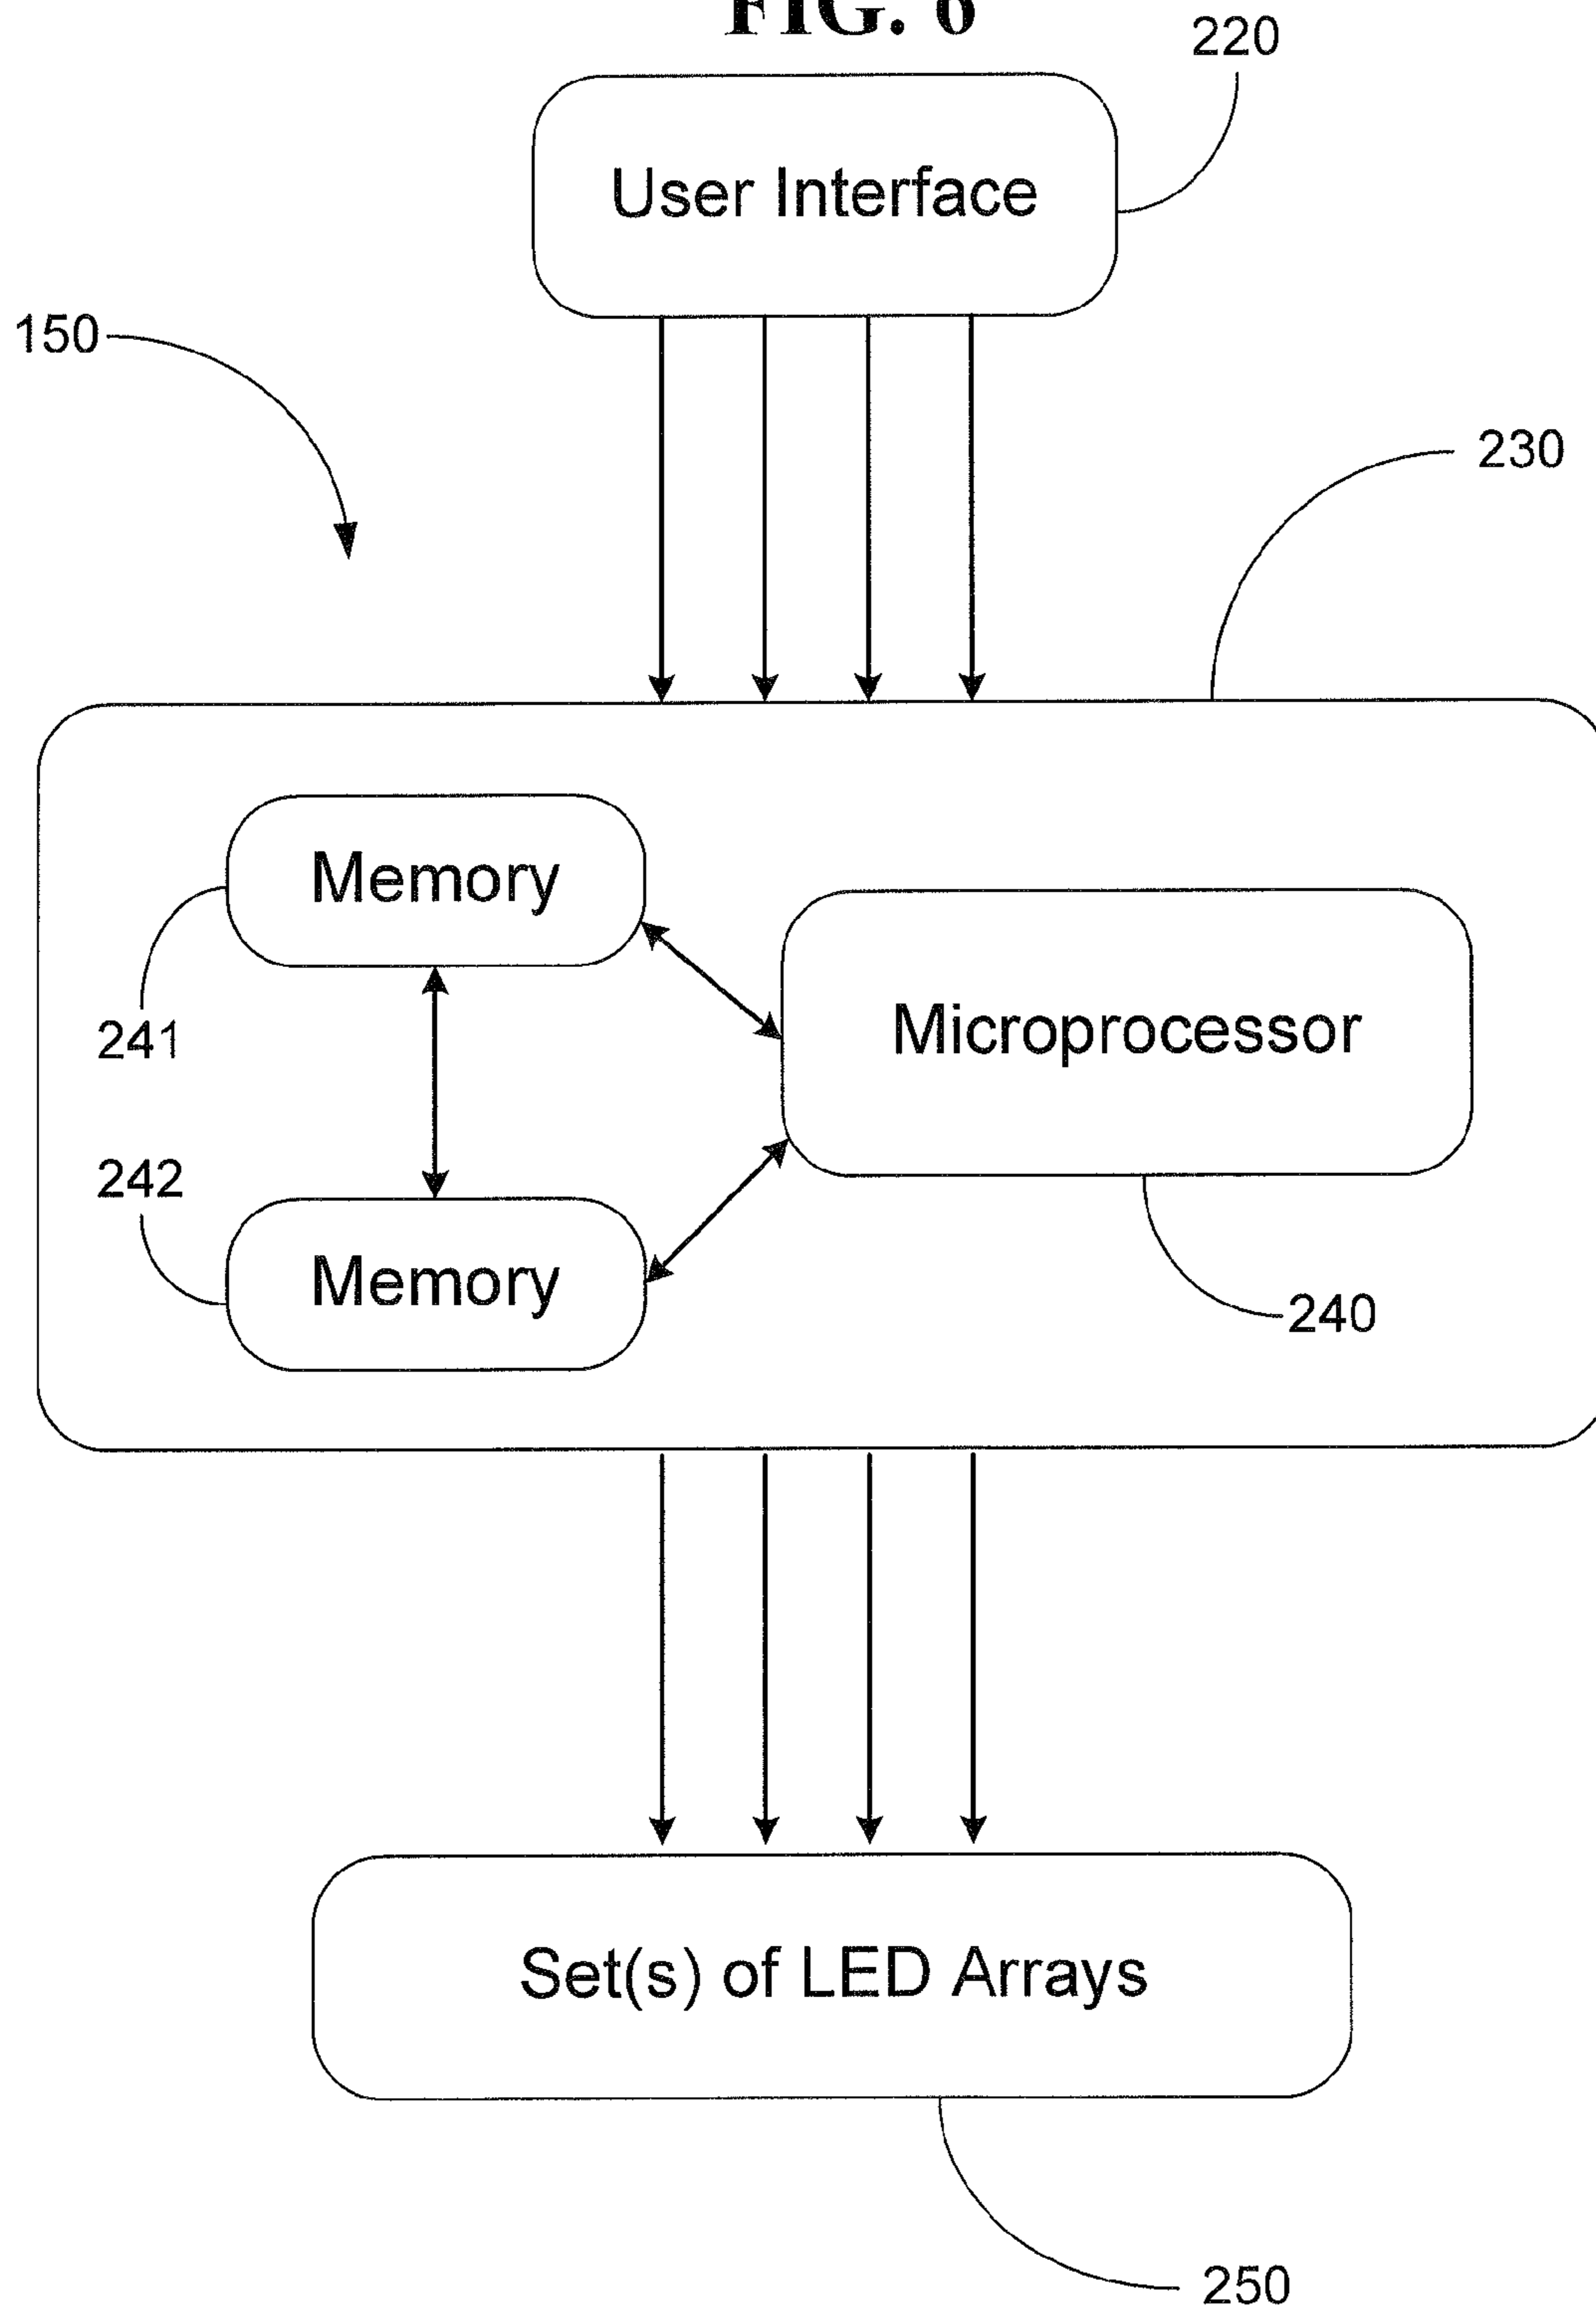 FIG. 6
220
User Interface
150
230
Memory
241
Microprocessor
242
Memory
240
Set(s) of LED Arrays
250